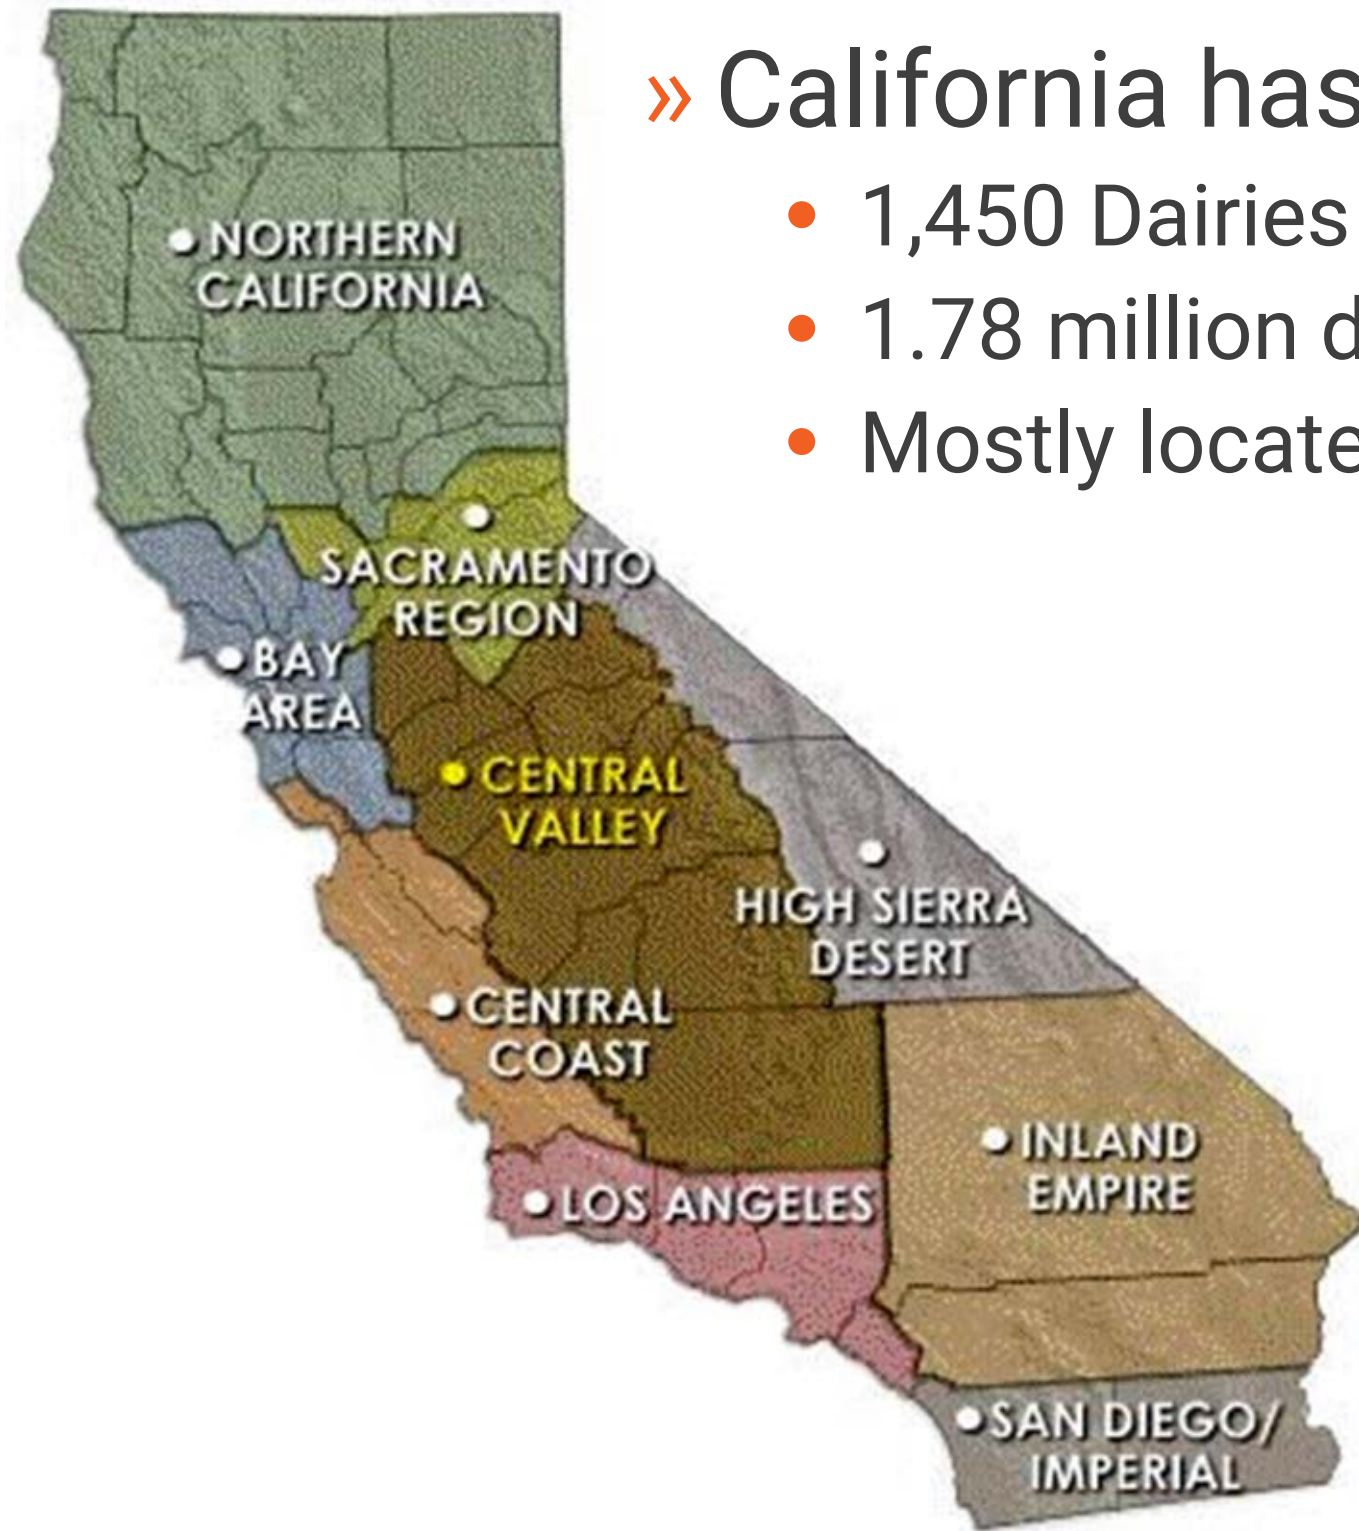 » California has
• 1,450 Dairies
• 1.78 million d
• Mostly locate
NORTHERN
CALIFORNIA
SACRAMENTO
REGION
BAY
AREA
CENTRAL
VALLEY
HIGH SIERRA
DESERT
CENTRAL
COAST
INLAND
EMPIRE
LOS ANGELES
SAN DIEGO/
IMPERIAL